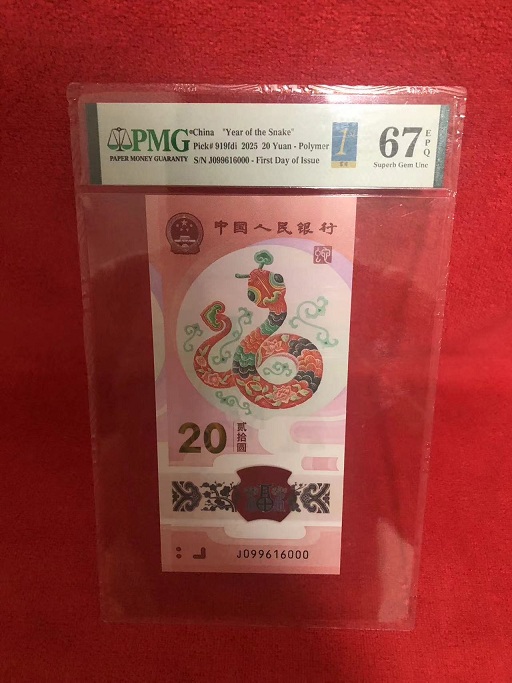 PMG
PAPER MONEY GUARANTY
China "Year of the Snake"
Pick# 919fdi 2025 20 Yuan - Polymer
S/N J099616000 - First Day of Issue
1
67 EPQ
Superb Gem Unc
中国人民银行
20
贰拾圆
J099616000